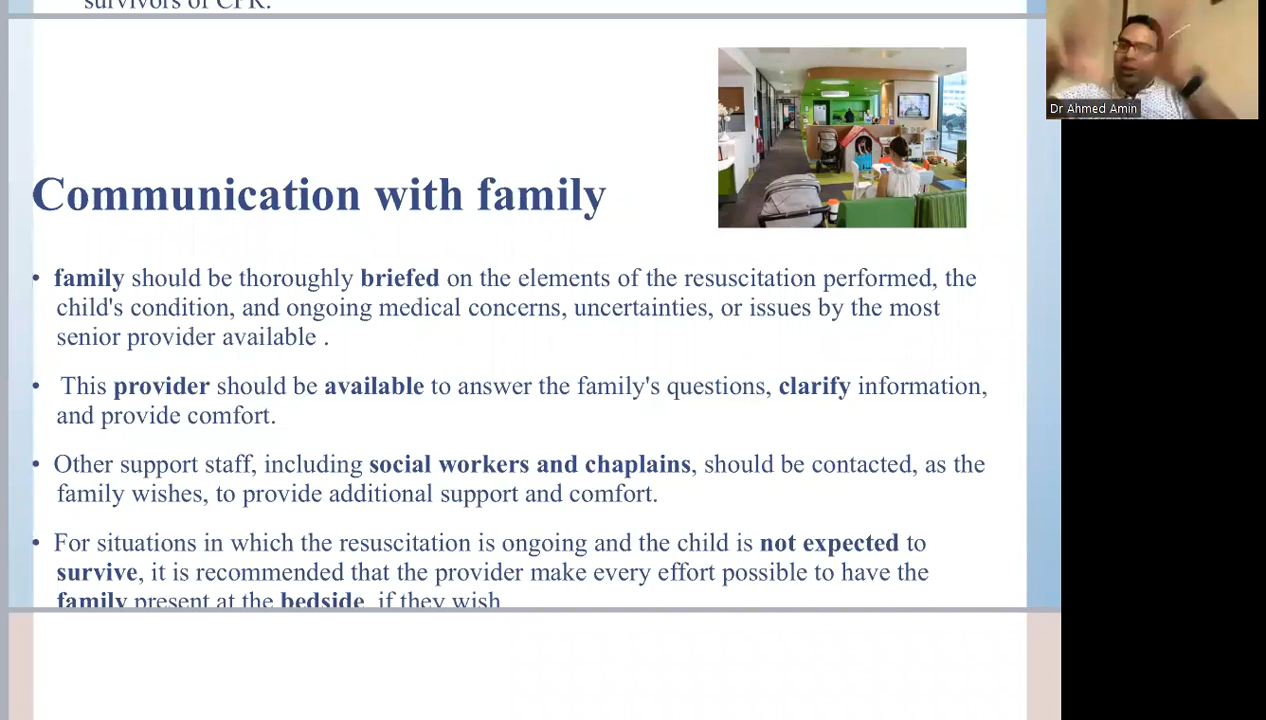 survivors of CPR.
Dr Ahmed Amin
Communication with family
• family should be thoroughly briefed on the elements of the resuscitation performed, the
child's condition, and ongoing medical concerns, uncertainties, or issues by the most
senior provider available .
• This provider should be available to answer the family's questions, clarify information,
and provide comfort.
• Other support staff, including social workers and chaplains, should be contacted, as the
family wishes, to provide additional support and comfort.
• For situations in which the resuscitation is ongoing and the child is not expected to
survive, it is recommended that the provider make every effort possible to have the
family present at the bedside, if they wish